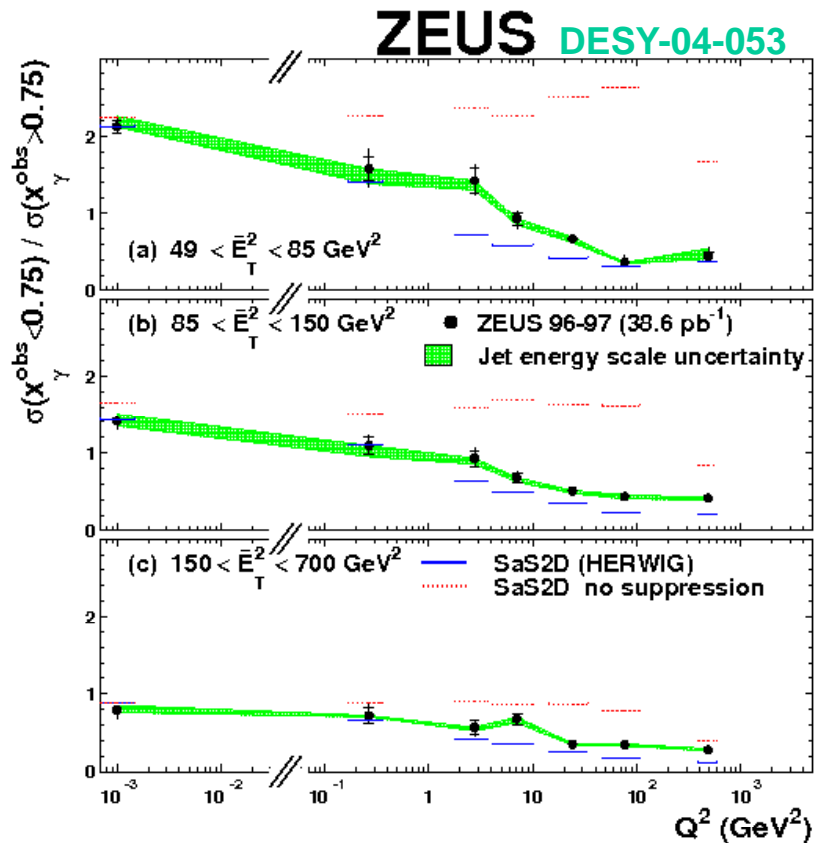 ZEUS DESY-04-053
σ(x_γ^obs<0.75) / σ(x_γ^obs>0.75)
2
1
0
(a) 49 < Ē_T^2 < 85 GeV^2
2
1
0
(b) 85 < Ē_T^2 < 150 GeV^2
ZEUS 96-97 (38.6 pb^-1)
Jet energy scale uncertainty
2
1
0
(c) 150 < Ē_T^2 < 700 GeV^2
SaS2D (HERWIG)
SaS2D no suppression
10^-3 10^-2 10^-1 1 10 10^2 10^3
Q^2 (GeV^2)